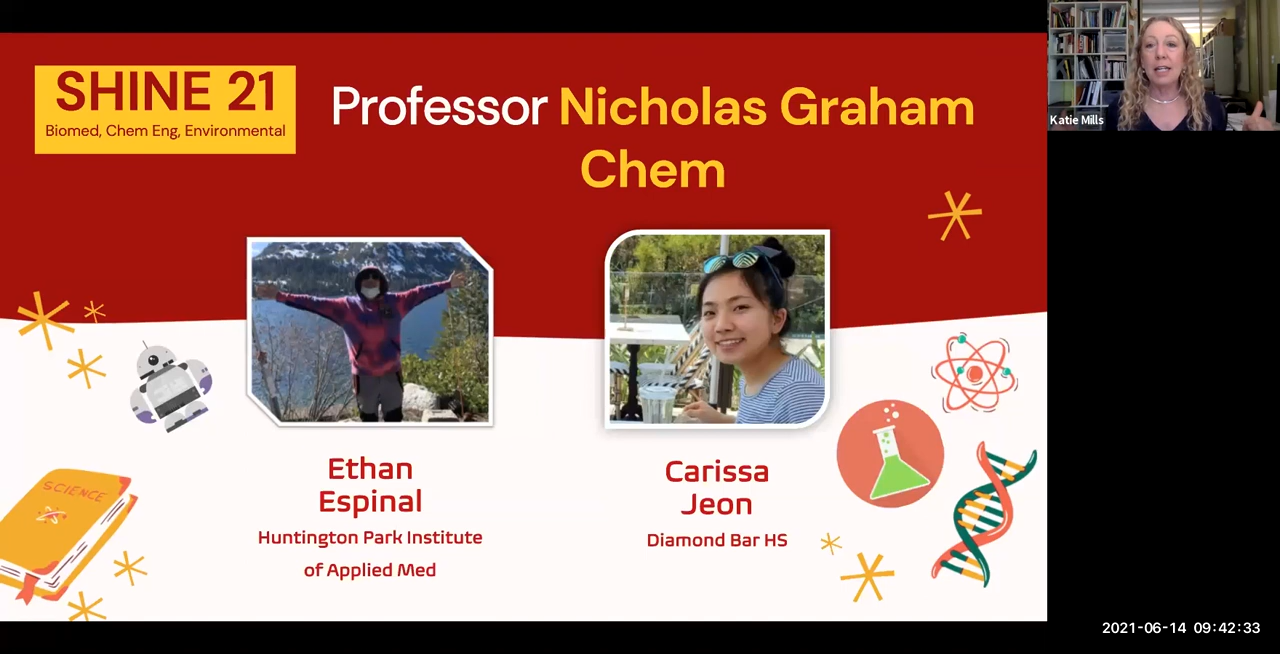 SHINE 21
Biomed, Chem Eng, Environmental
Professor Nicholas Graham
Chem
Katie Mills
SCIENCE
Ethan
Espinal
Huntington Park Institute
of Applied Med
Carissa
Jeon
Diamond Bar HS
2021-06-14 09:42:33